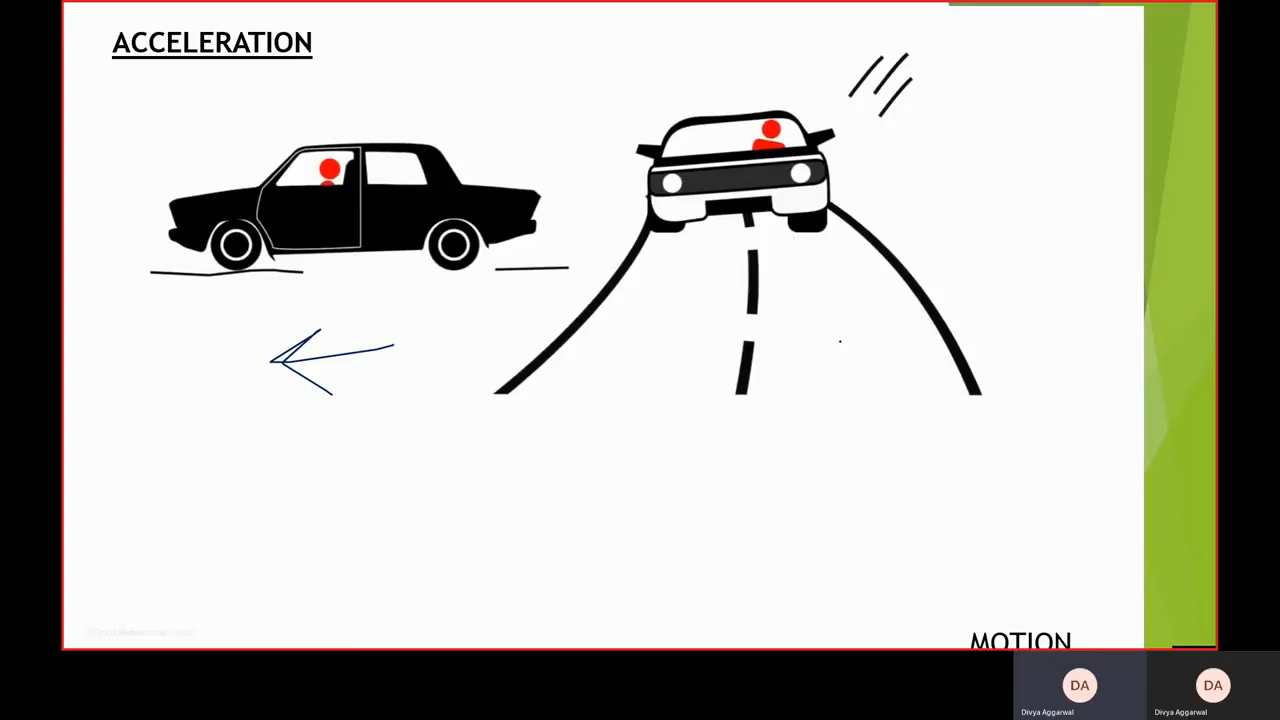 ACCELERATION
MOTION
DA
DA
Divya Aggarwal
Divya Aggarwal